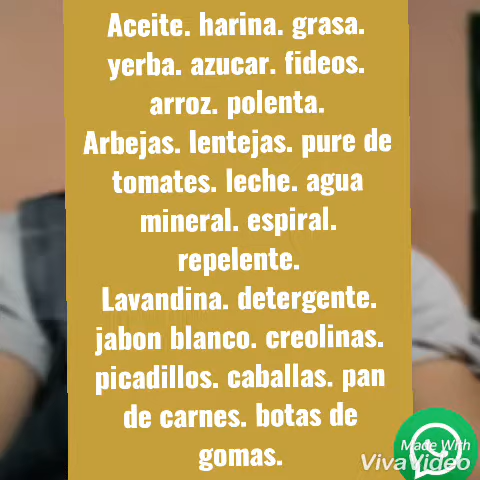 Aceite. harina. grasa.
yerba. azucar. fideos.
arroz. polenta.
Arbejas. lentejas. pure de
tomates. leche. agua
mineral. espiral.
repelente.
Lavandina. detergente.
jabon blanco. creolinas.
picadillos. caballas. pan
de carnes. botas de
gomas.
Made With
VivaVideo